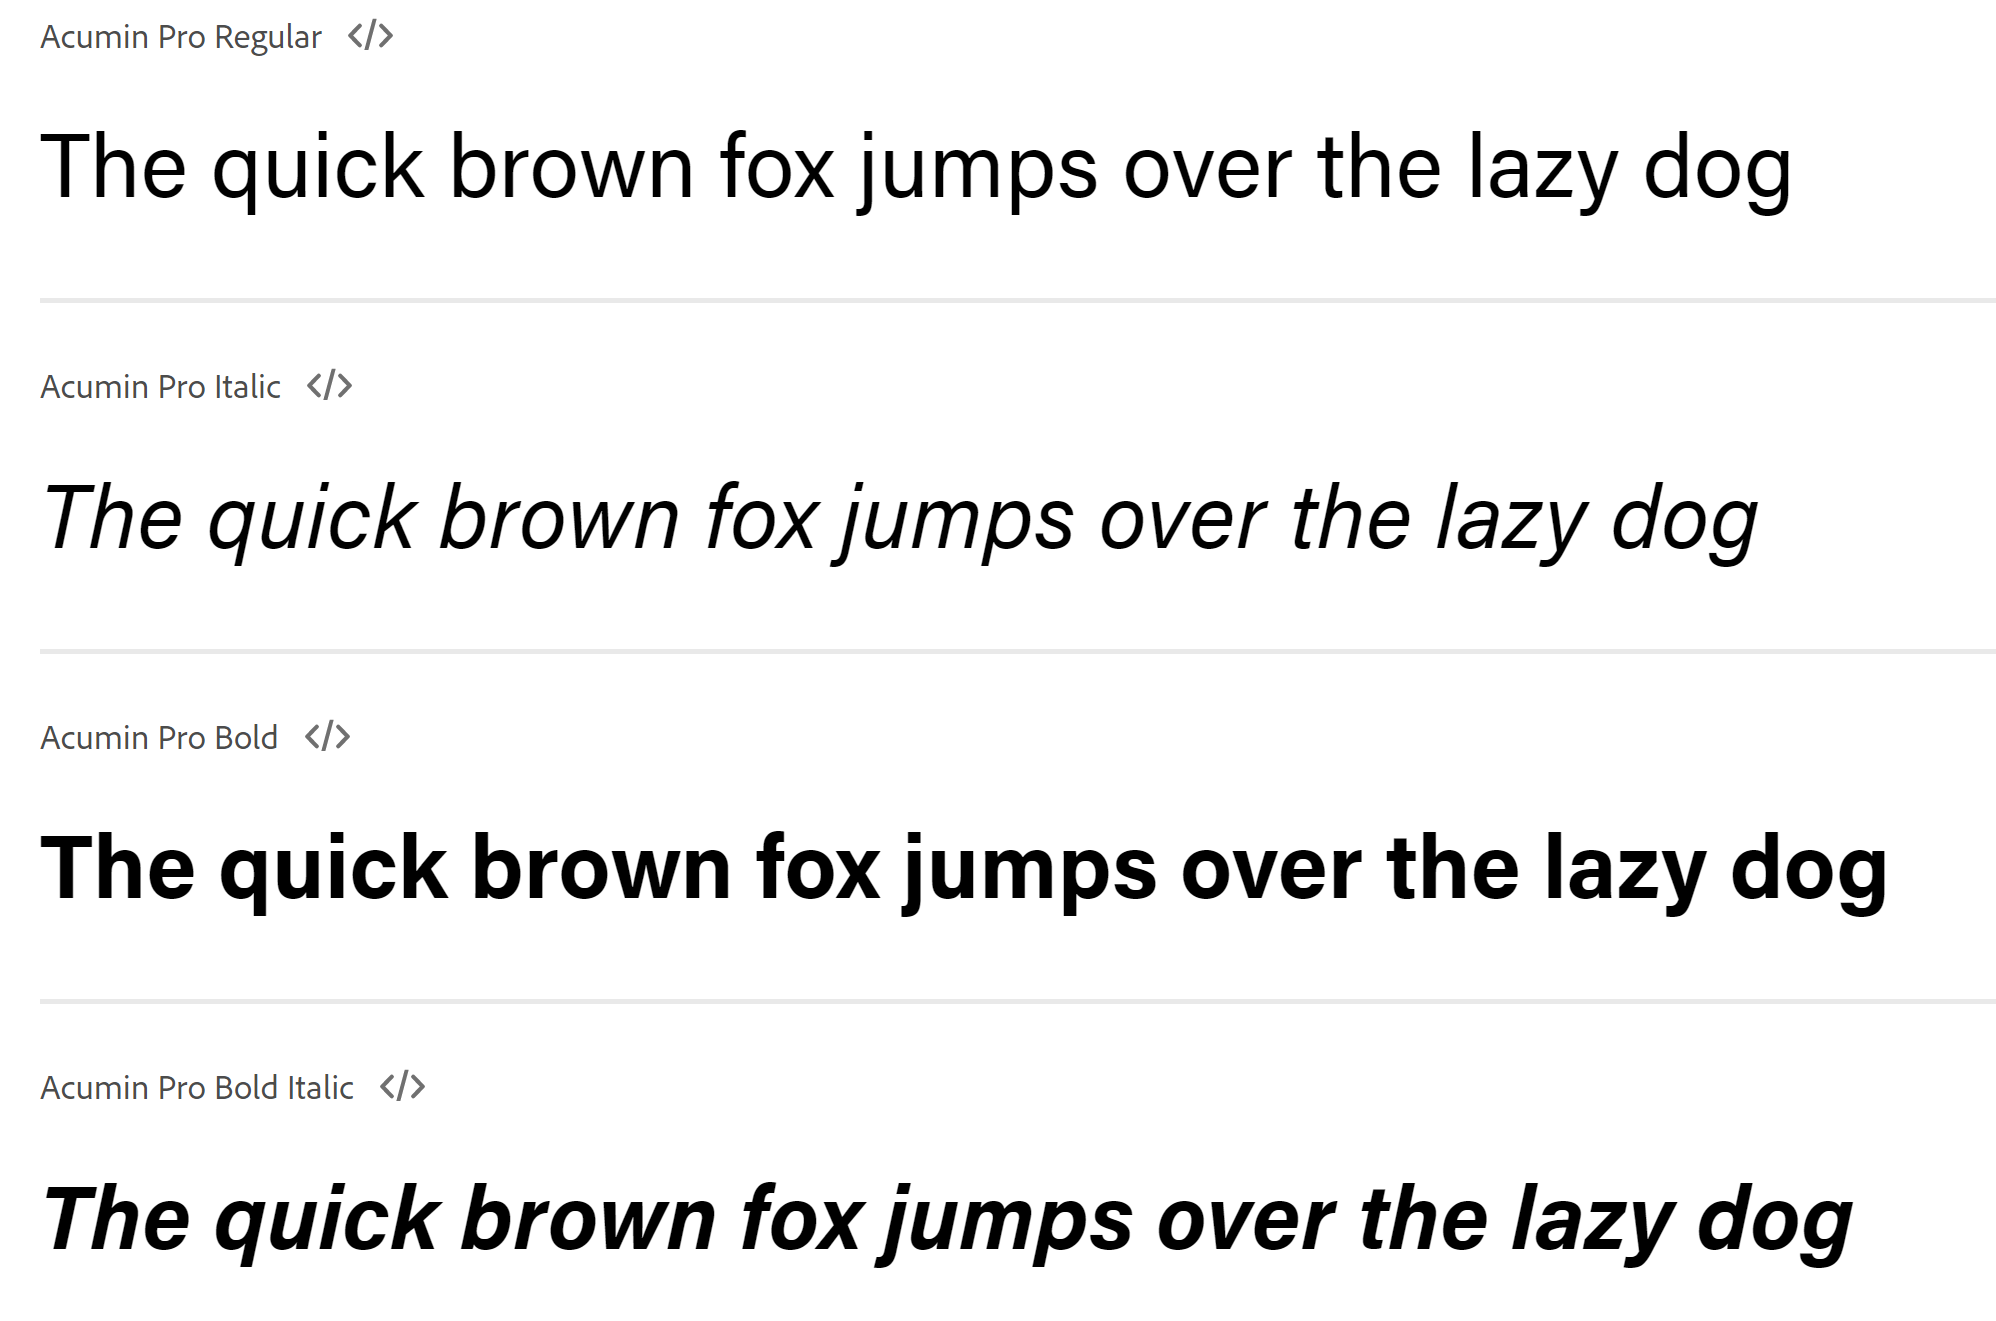 Acumin Pro Regular </>
The quick brown fox jumps over the lazy dog
Acumin Pro Italic </>
The quick brown fox jumps over the lazy dog
Acumin Pro Bold </>
The quick brown fox jumps over the lazy dog
Acumin Pro Bold Italic </>
The quick brown fox jumps over the lazy dog